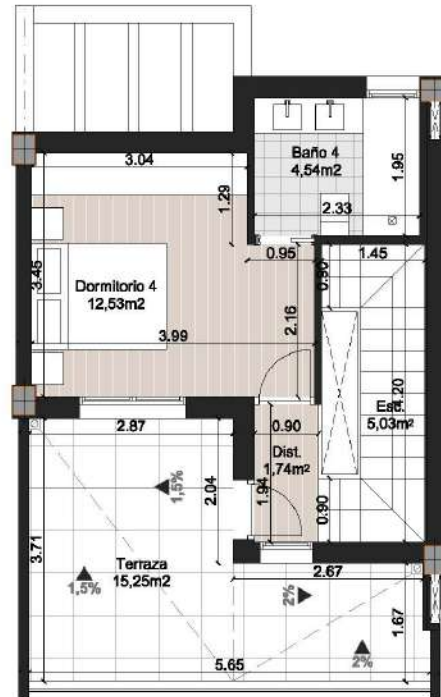 3.04
Baño 4
4,54m2
1.95
1.29
2.33
0.95
0.90
1.45
3.45
Dormitorio 4
12,53m2
2.16
3.99
4.20
Esc.
5,03m²
2.87
0.90
Dist.
1,74m²
1.94
1,5%
2.04
0.90
3.71
Terraza
15,25m2
1,5%
2.67
2%
1.67
5.65
2%